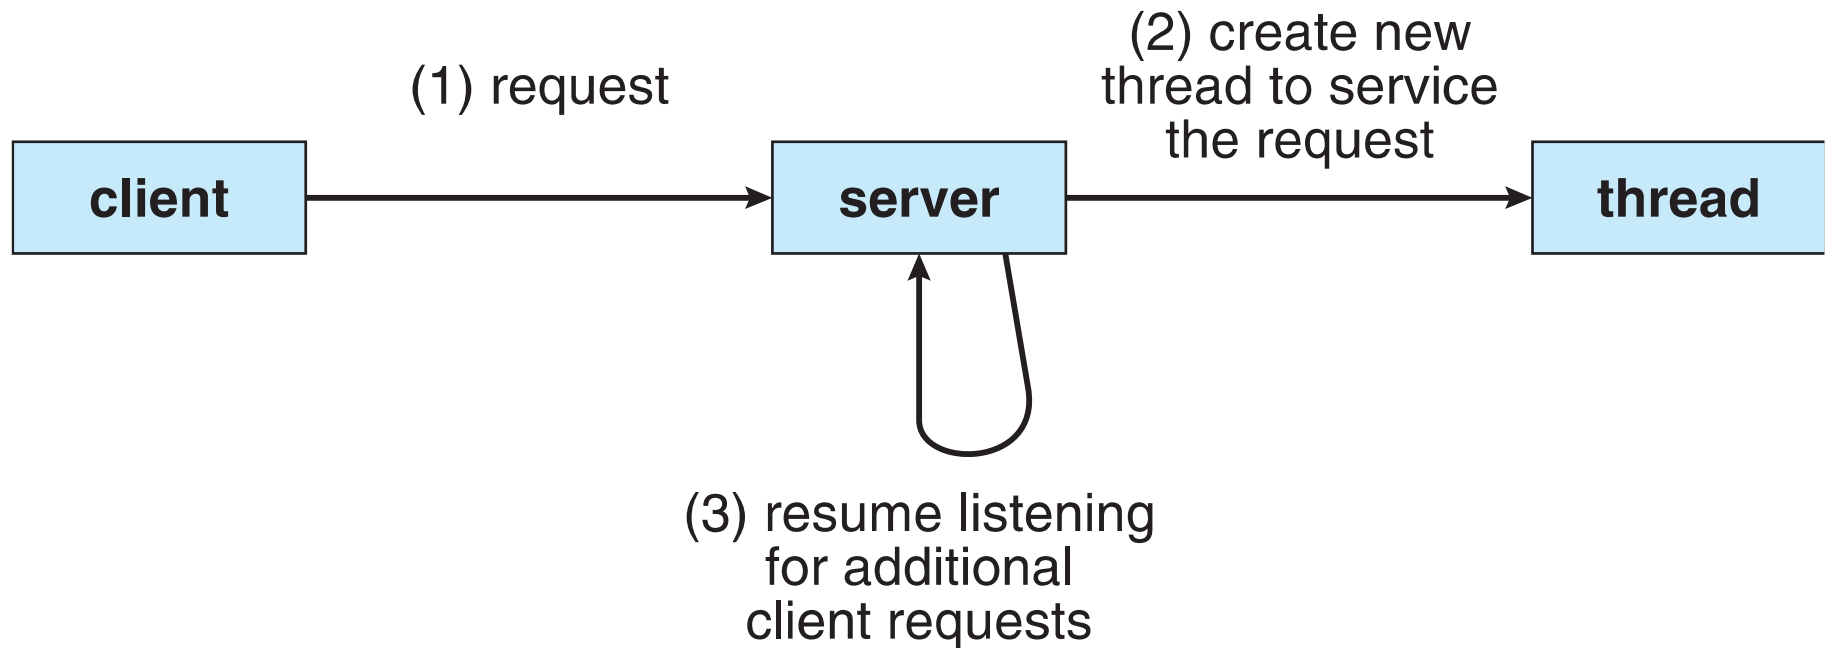 (1) request
(2) create new
thread to service
the request
client
server
thread
(3) resume listening
for additional
client requests